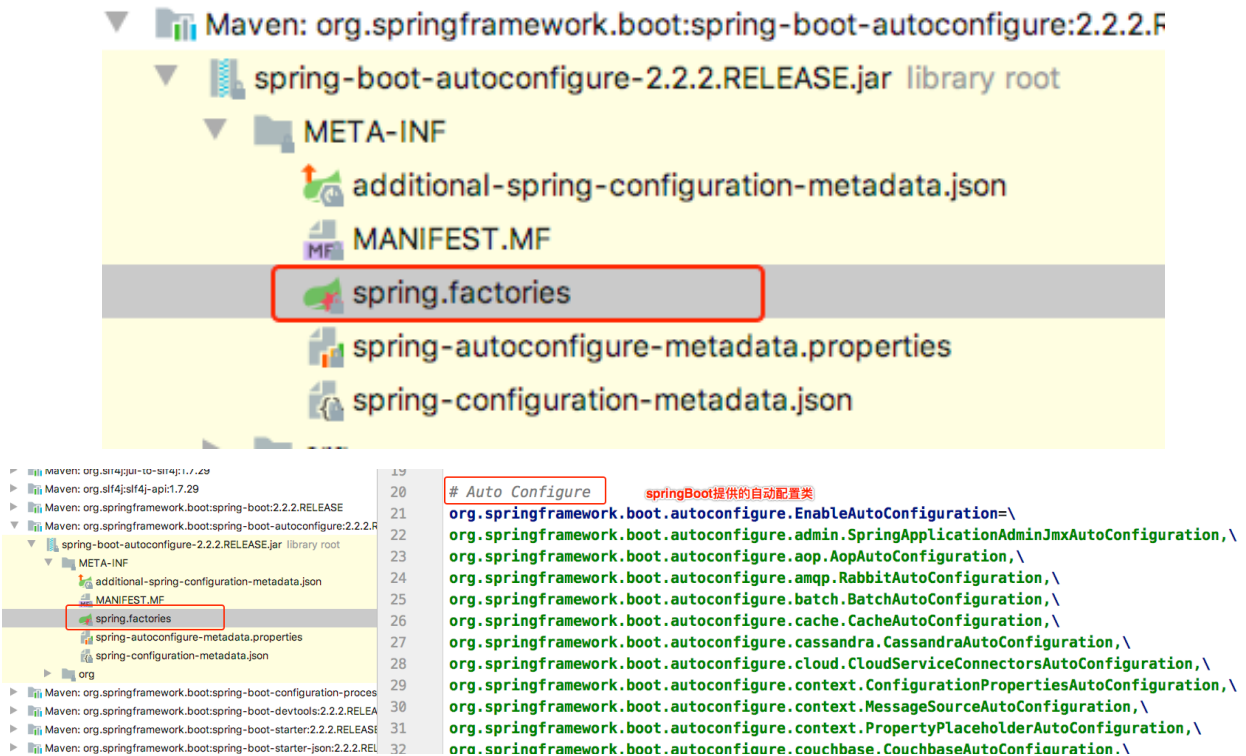 Maven: org.springframework.boot:spring-boot-autoconfigure:2.2.2.R
spring-boot-autoconfigure-2.2.2.RELEASE.jar library root
META-INF
additional-spring-configuration-metadata.json
MF MANIFEST.MF
spring.factories
spring-autoconfigure-metadata.properties
spring-configuration-metadata.json
Maven: org.slf4j:jul-to-slf4j:1.7.29
Maven: org.slf4j:slf4j-api:1.7.29
Maven: org.springframework.boot:spring-boot:2.2.2.RELEASE
Maven: org.springframework.boot:spring-boot-autoconfigure:2.2.2.R
spring-boot-autoconfigure-2.2.2.RELEASE.jar library root
META-INF
additional-spring-configuration-metadata.json
MANIFEST.MF
spring.factories
spring-autoconfigure-metadata.properties
spring-configuration-metadata.json
org
Maven: org.springframework.boot:spring-boot-configuration-proces
Maven: org.springframework.boot:spring-boot-devtools:2.2.2.RELEA
Maven: org.springframework.boot:spring-boot-starter:2.2.2.RELEASE
Maven: org.springframework.boot:spring-boot-starter-json:2.2.2.REL
19
20 # Auto Configure springBoot提供的自动配置类
21 org.springframework.boot.autoconfigure.EnableAutoConfiguration=\
22 org.springframework.boot.autoconfigure.admin.SpringApplicationAdminJmxAutoConfiguration,\
23 org.springframework.boot.autoconfigure.aop.AopAutoConfiguration,\
24 org.springframework.boot.autoconfigure.amqp.RabbitAutoConfiguration,\
25 org.springframework.boot.autoconfigure.batch.BatchAutoConfiguration,\
26 org.springframework.boot.autoconfigure.cache.CacheAutoConfiguration,\
27 org.springframework.boot.autoconfigure.cassandra.CassandraAutoConfiguration,\
28 org.springframework.boot.autoconfigure.cloud.CloudServiceConnectorsAutoConfiguration,\
29 org.springframework.boot.autoconfigure.context.ConfigurationPropertiesAutoConfiguration,\
30 org.springframework.boot.autoconfigure.context.MessageSourceAutoConfiguration,\
31 org.springframework.boot.autoconfigure.context.PropertyPlaceholderAutoConfiguration,\
32 org.springframework.boot.autoconfigure.couchbase.CouchbaseAutoConfiguration,\